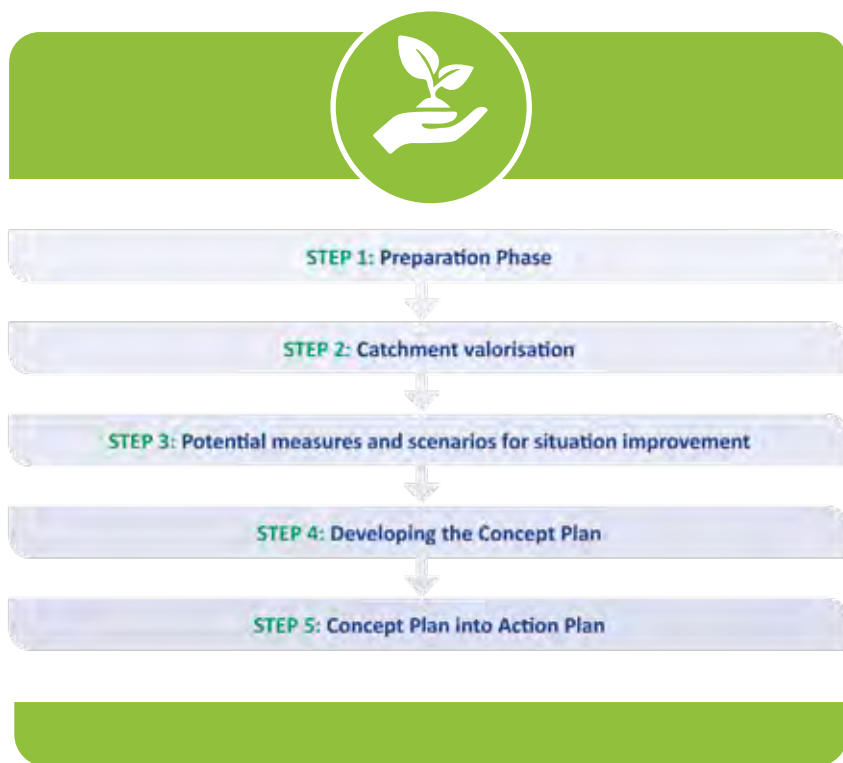 STEP 1: Preparation Phase
STEP 2: Catchment valorisation
STEP 3: Potential measures and scenarios for situation improvement
STEP 4: Developing the Concept Plan
STEP 5: Concept Plan into Action Plan